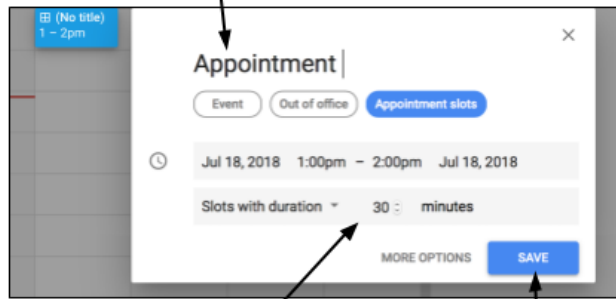 (No title)
1 – 2pm
Appointment
Event Out of office Appointment slots
Jul 18, 2018 1:00pm – 2:00pm Jul 18, 2018
Slots with duration 30 minutes
MORE OPTIONS SAVE